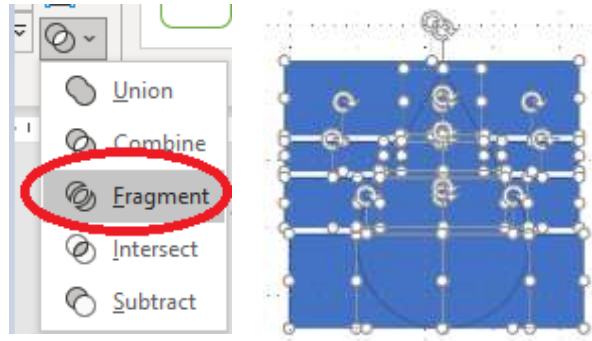 Union
Combine
Fragment
Intersect
Subtract